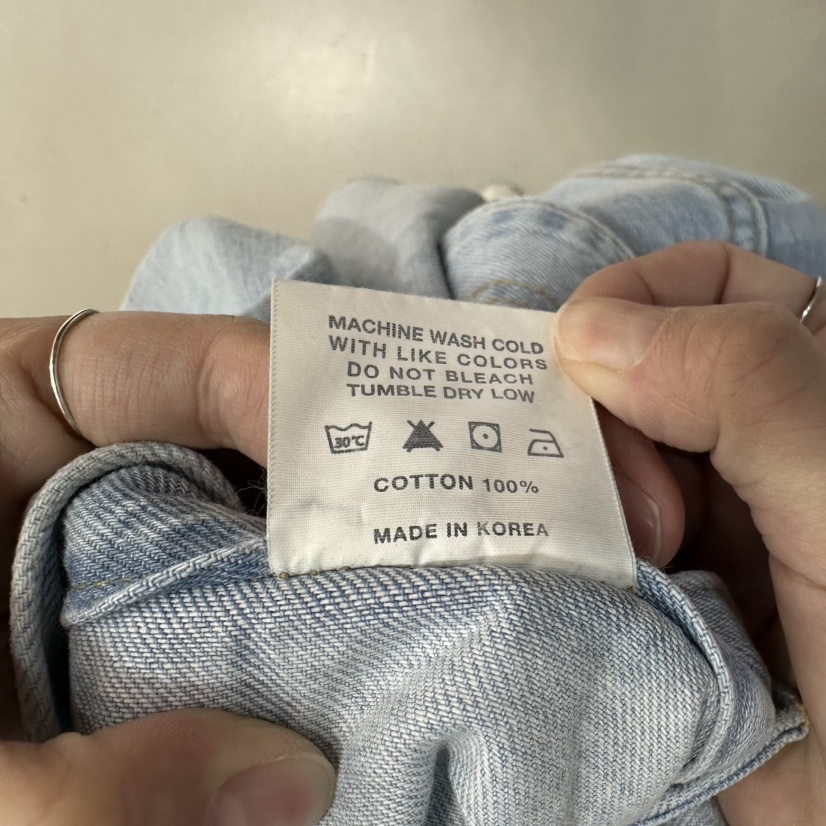 MACHINE WASH COLD
WITH LIKE COLORS
DO NOT BLEACH
TUMBLE DRY LOW
30℃
COTTON 100%
MADE IN KOREA